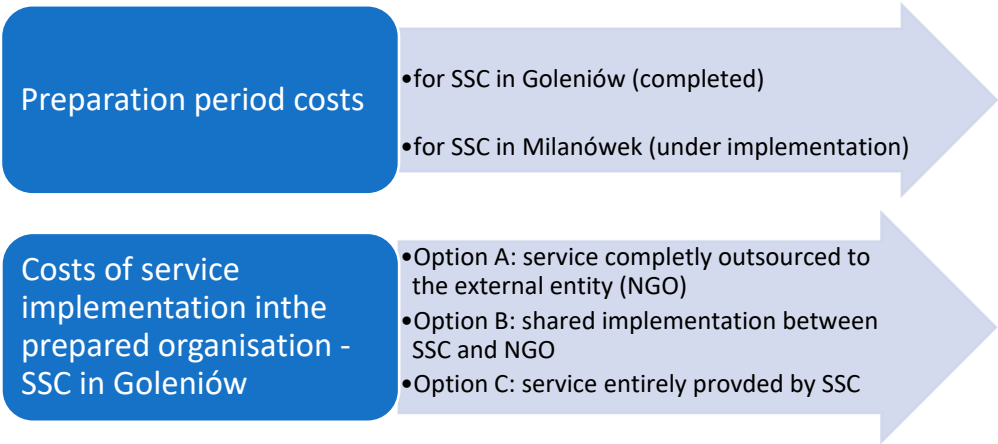 Preparation period costs
•for SSC in Goleniów (completed)
•for SSC in Milanówek (under implementation)
Costs of service
implementation inthe
prepared organisation -
SSC in Goleniów
•Option A: service completly outsourced to
the external entity (NGO)
•Option B: shared implementation between
SSC and NGO
•Option C: service entirely provded by SSC